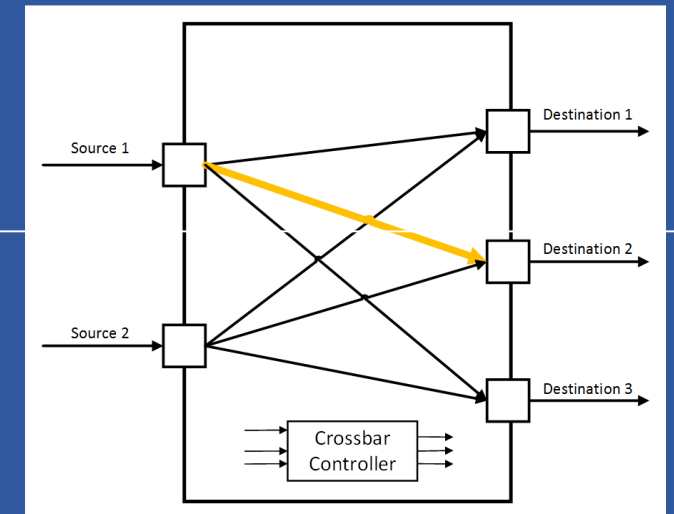 Source 1
Source 2
Destination 1
Destination 2
Destination 3
Crossbar
Controller